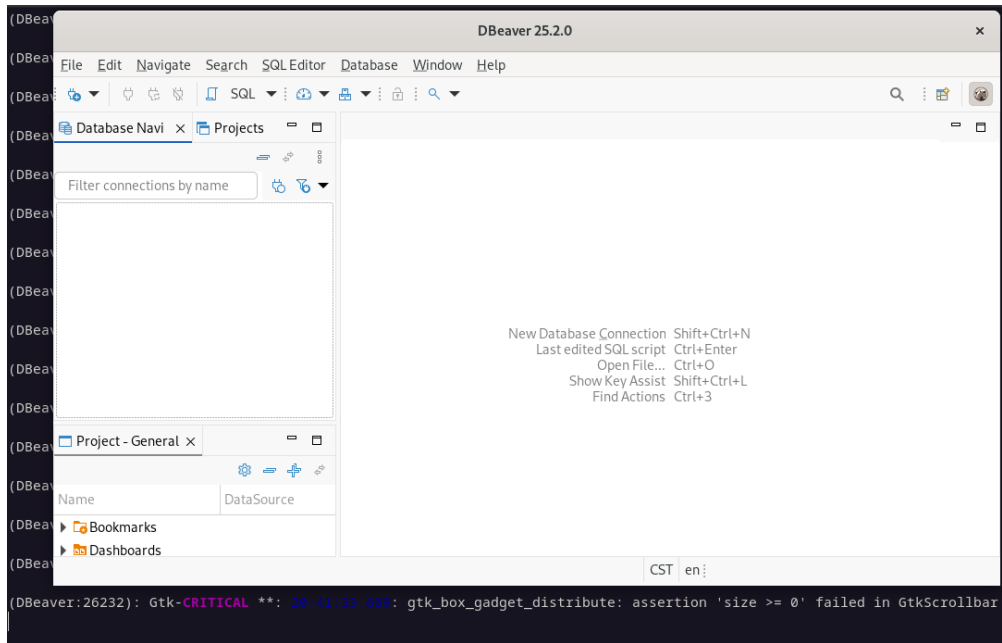 (DBeav
DBeaver 25.2.0
(DBeav
File Edit Navigate Search SQL Editor Database Window Help
(DBeav
SQL
(DBeav
Database Navi Projects
(DBeav
Filter connections by name
(DBeav
(DBeav
(DBeav
(DBeav
New Database Connection Shift+Ctrl+N
Last edited SQL script Ctrl+Enter
(DBeav
Open File... Ctrl+O
Show Key Assist Shift+Ctrl+L
Find Actions Ctrl+3
(DBeav
(DBeav
Project - General
(DBeav
Name DataSource
(DBeav
Bookmarks
Dashboards
(DBeav
CST en
(DBeaver:26232): Gtk-CRITICAL **: : gtk_box_gadget_distribute: assertion 'size >= 0' failed in GtkScrollbar